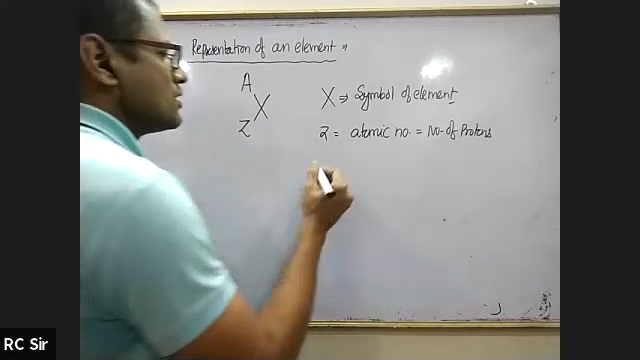 Representation of an element ⇒
A
X
Z
X ⇒ Symbol of element
Z = atomic no. = No. of Protons
RC Sir